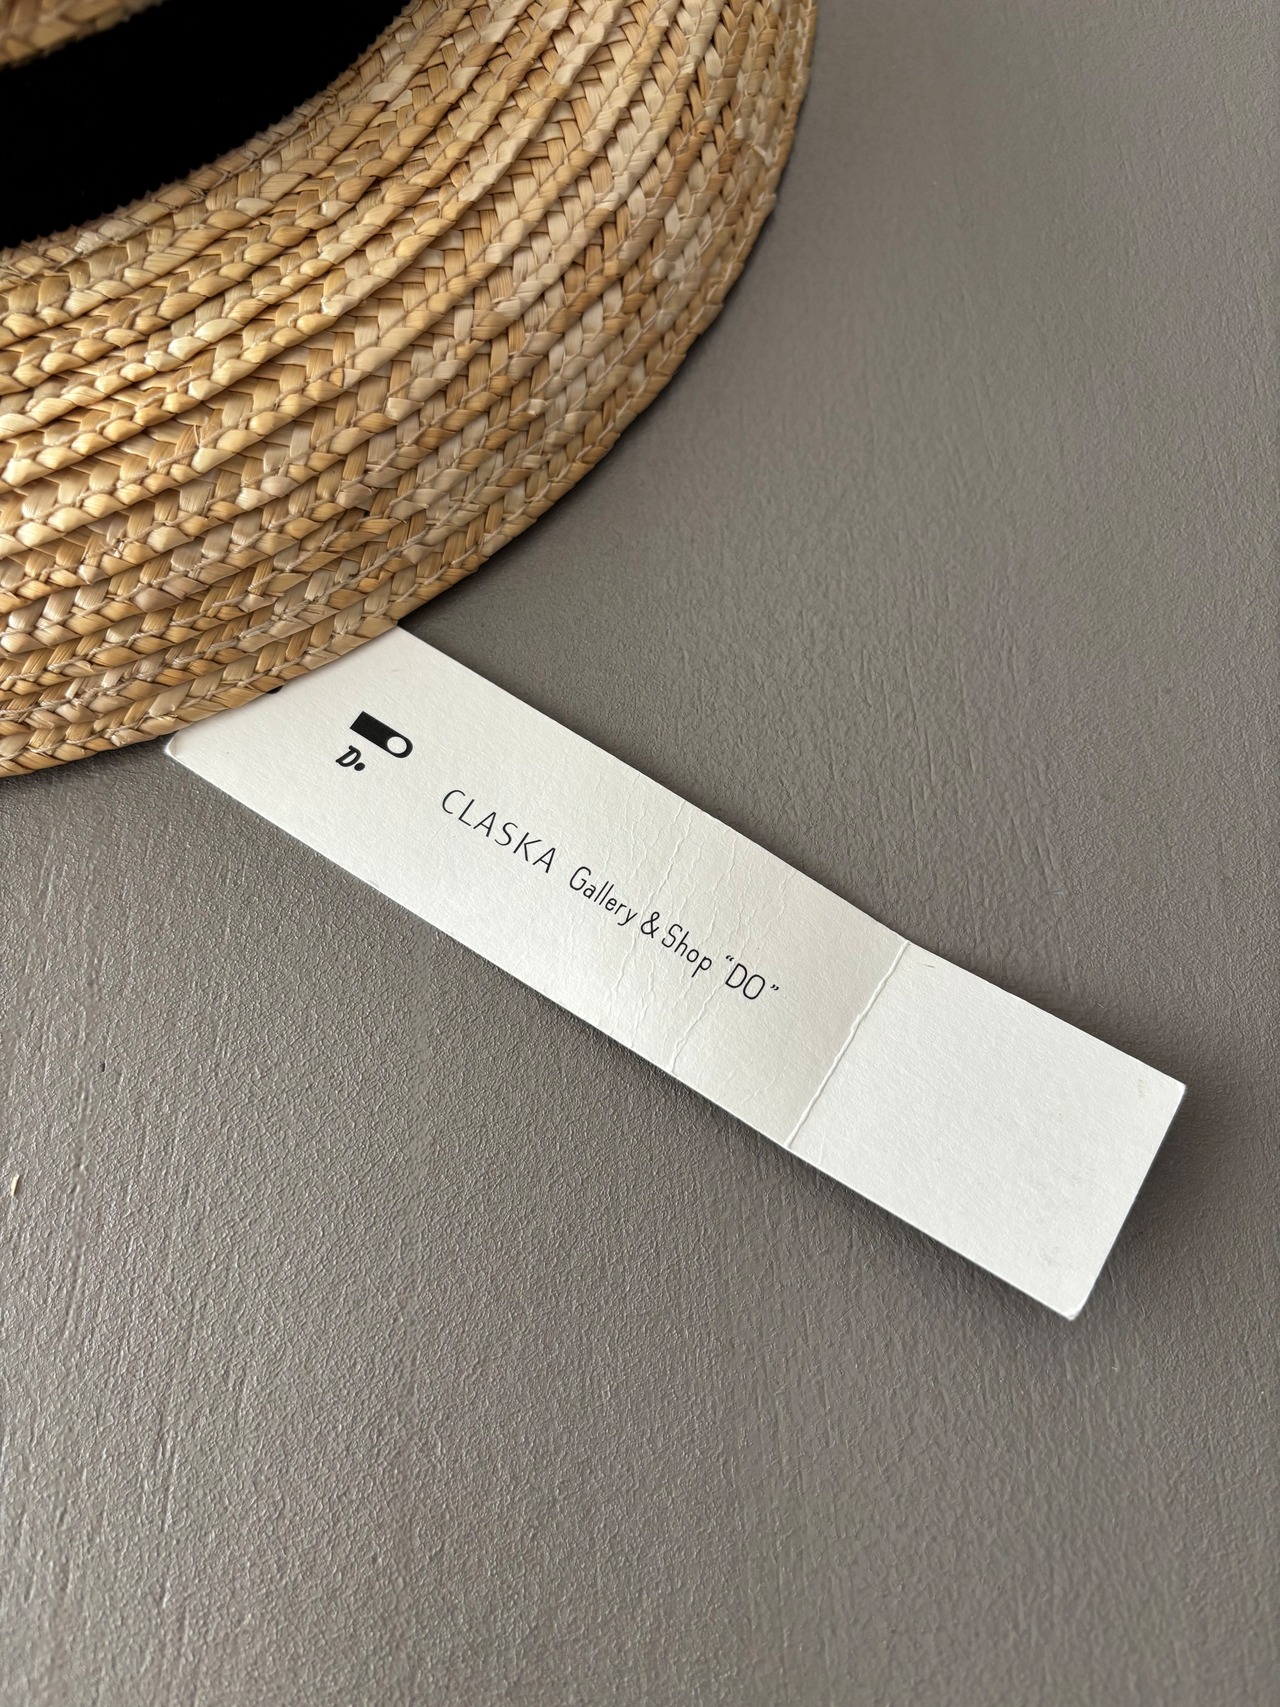 D.
CLASKA Gallery & Shop “DO”